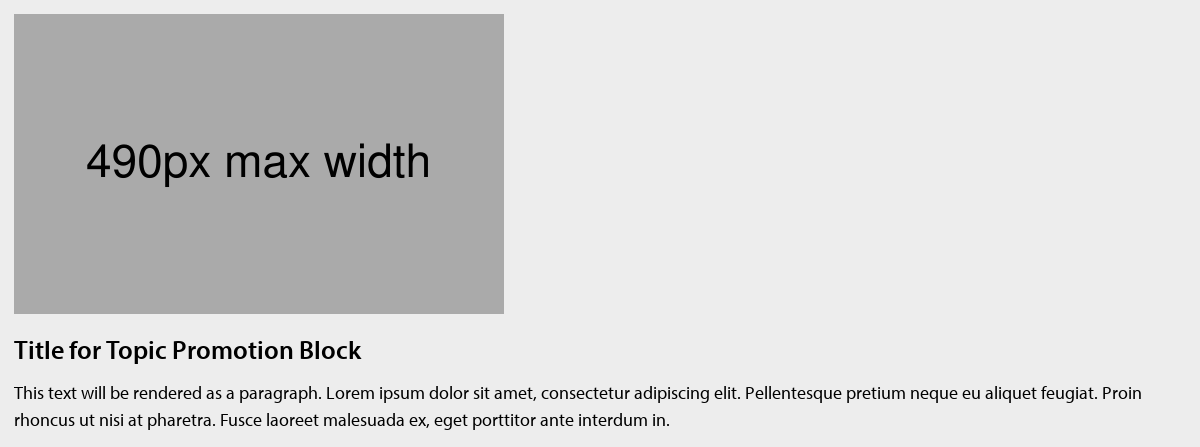 490px max width
Title for Topic Promotion Block
This text will be rendered as a paragraph. Lorem ipsum dolor sit amet, consectetur adipiscing elit. Pellentesque pretium neque eu aliquet feugiat. Proin
rhoncus ut nisi at pharetra. Fusce laoreet malesuada ex, eget porttitor ante interdum in.